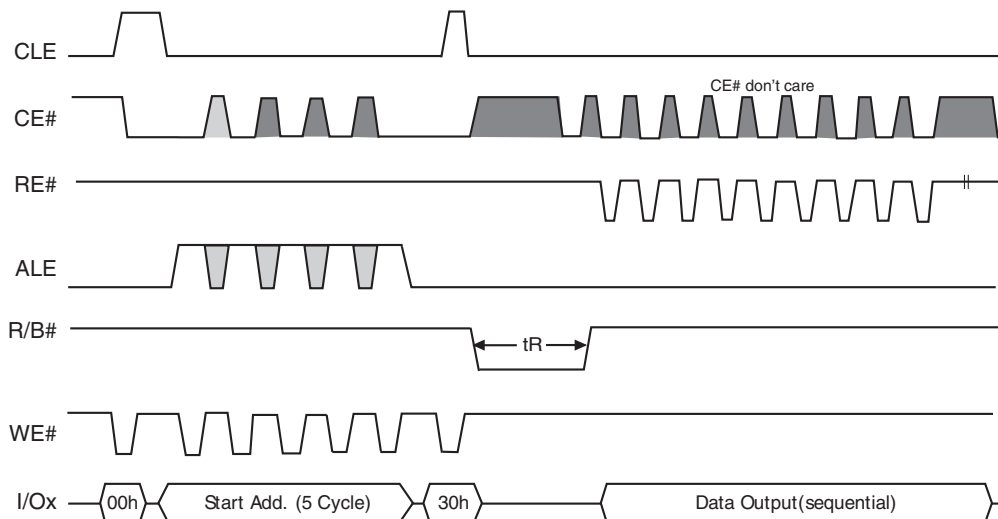 CLE
CE# don't care
CE#
RE#
ALE
R/B#
tR
WE#
I/Ox 00h Start Add. (5 Cycle) 30h Data Output(sequential)